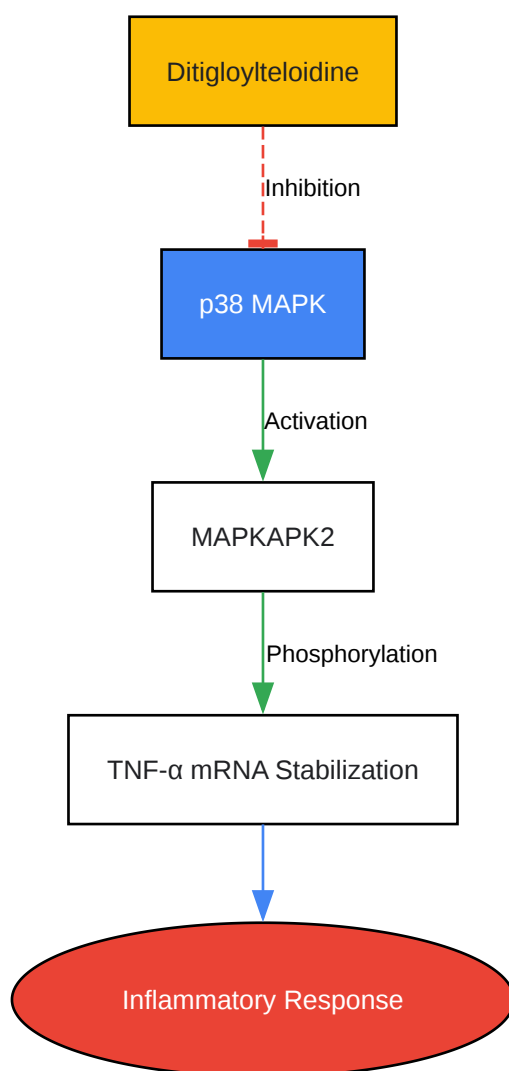 Ditigloylteloidine
Inhibition
p38 MAPK
Activation
MAPKAPK2
Phosphorylation
TNF-α mRNA Stabilization
Inflammatory Response